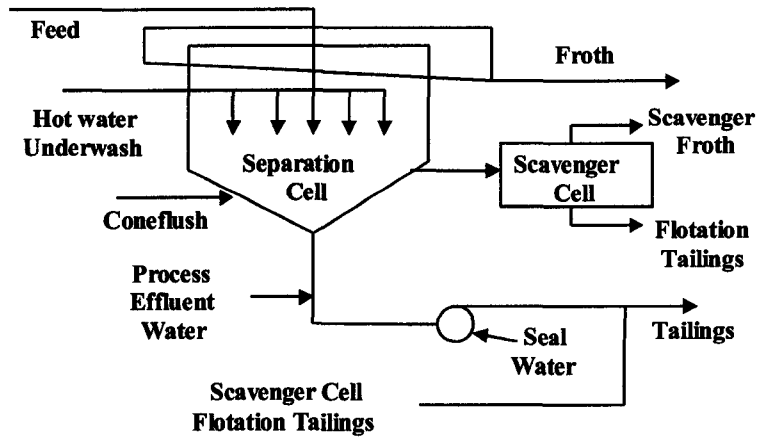 Feed
Froth
Hot water
Underwash
Scavenger
Froth
Separation
Cell
Scavenger
Cell
Coneflush
Flotation
Tailings
Process
Effluent
Water
Seal
Water
Tailings
Scavenger Cell
Flotation Tailings